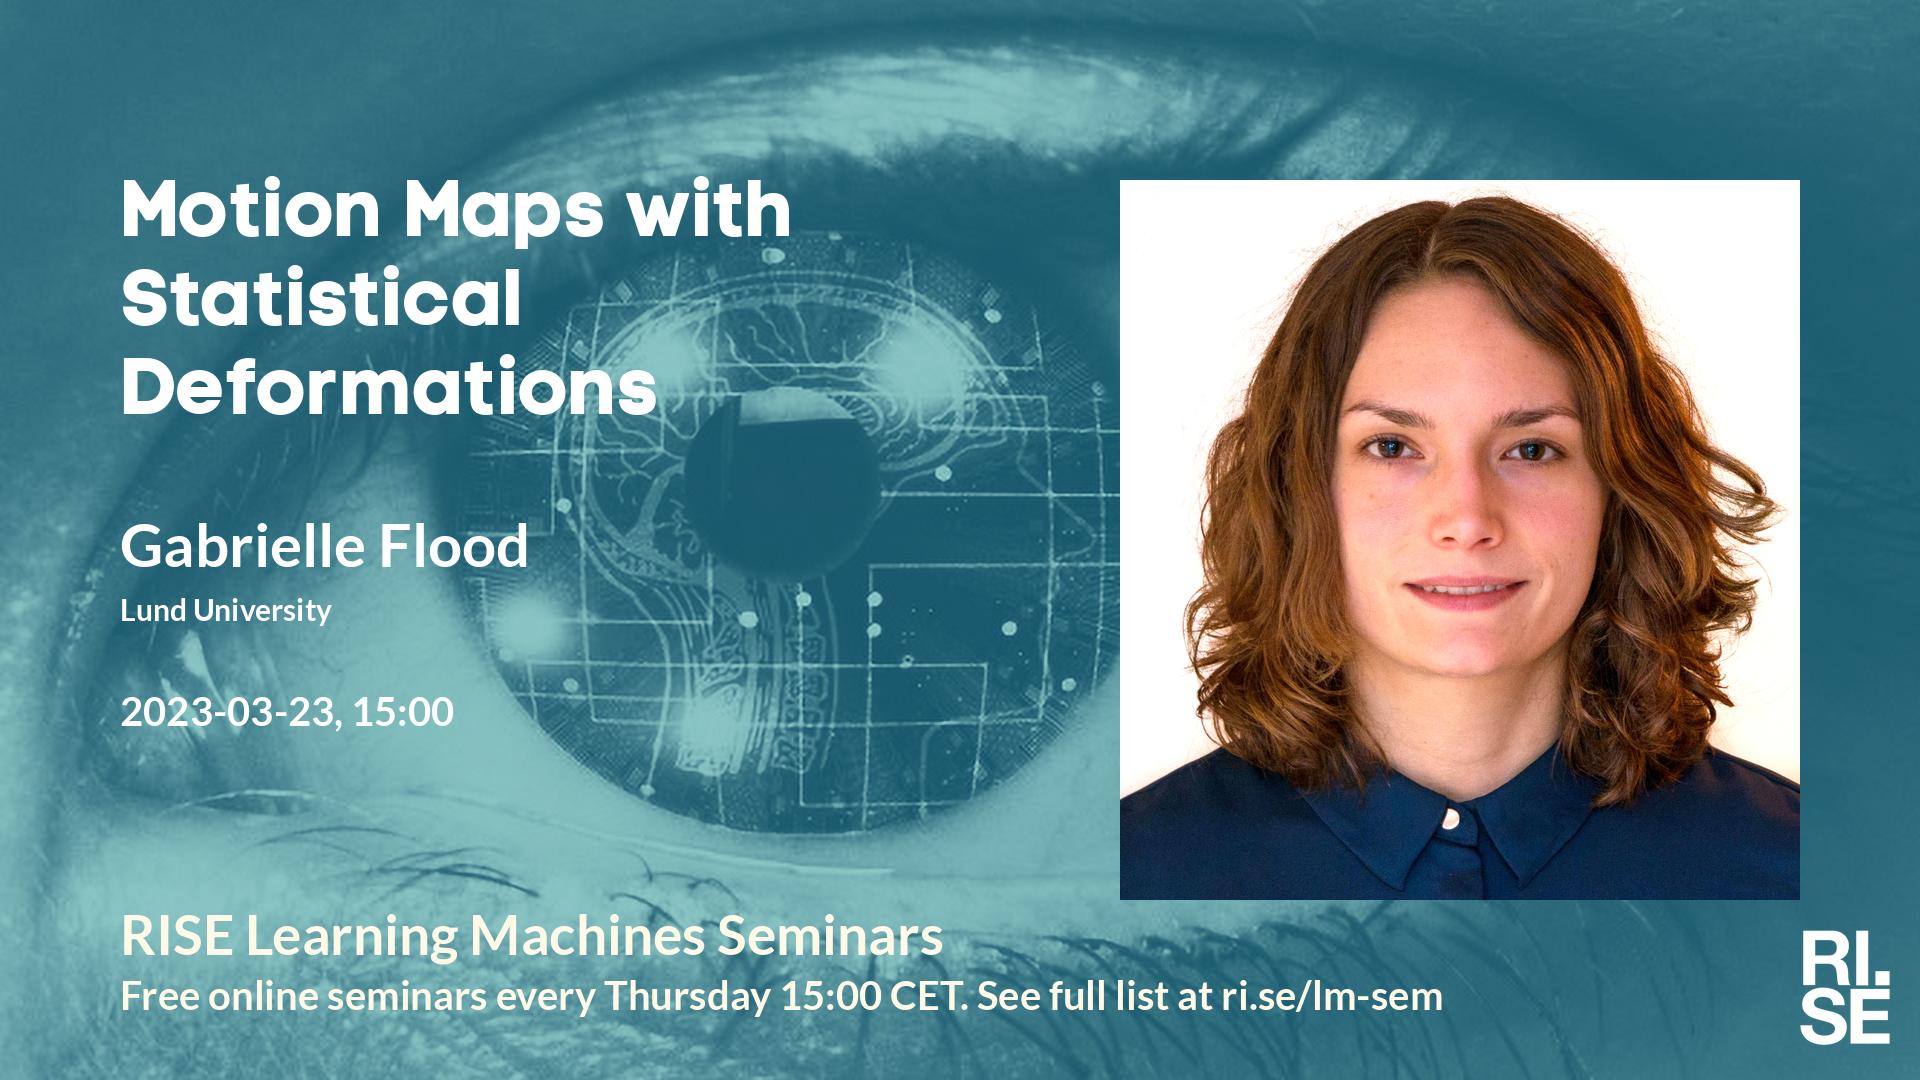 Motion Maps with
Statistical
Deformations
Gabrielle Flood
Lund University
2023-03-23, 15:00
RISE Learning Machines Seminars
Free online seminars every Thursday 15:00 CET. See full list at ri.se/lm-sem
RI.
SE